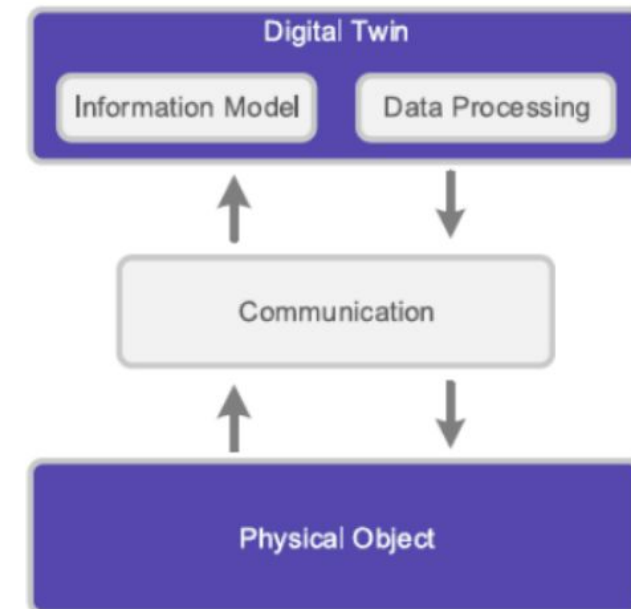 Digital Twin
Information Model
Data Processing
Communication
Physical Object